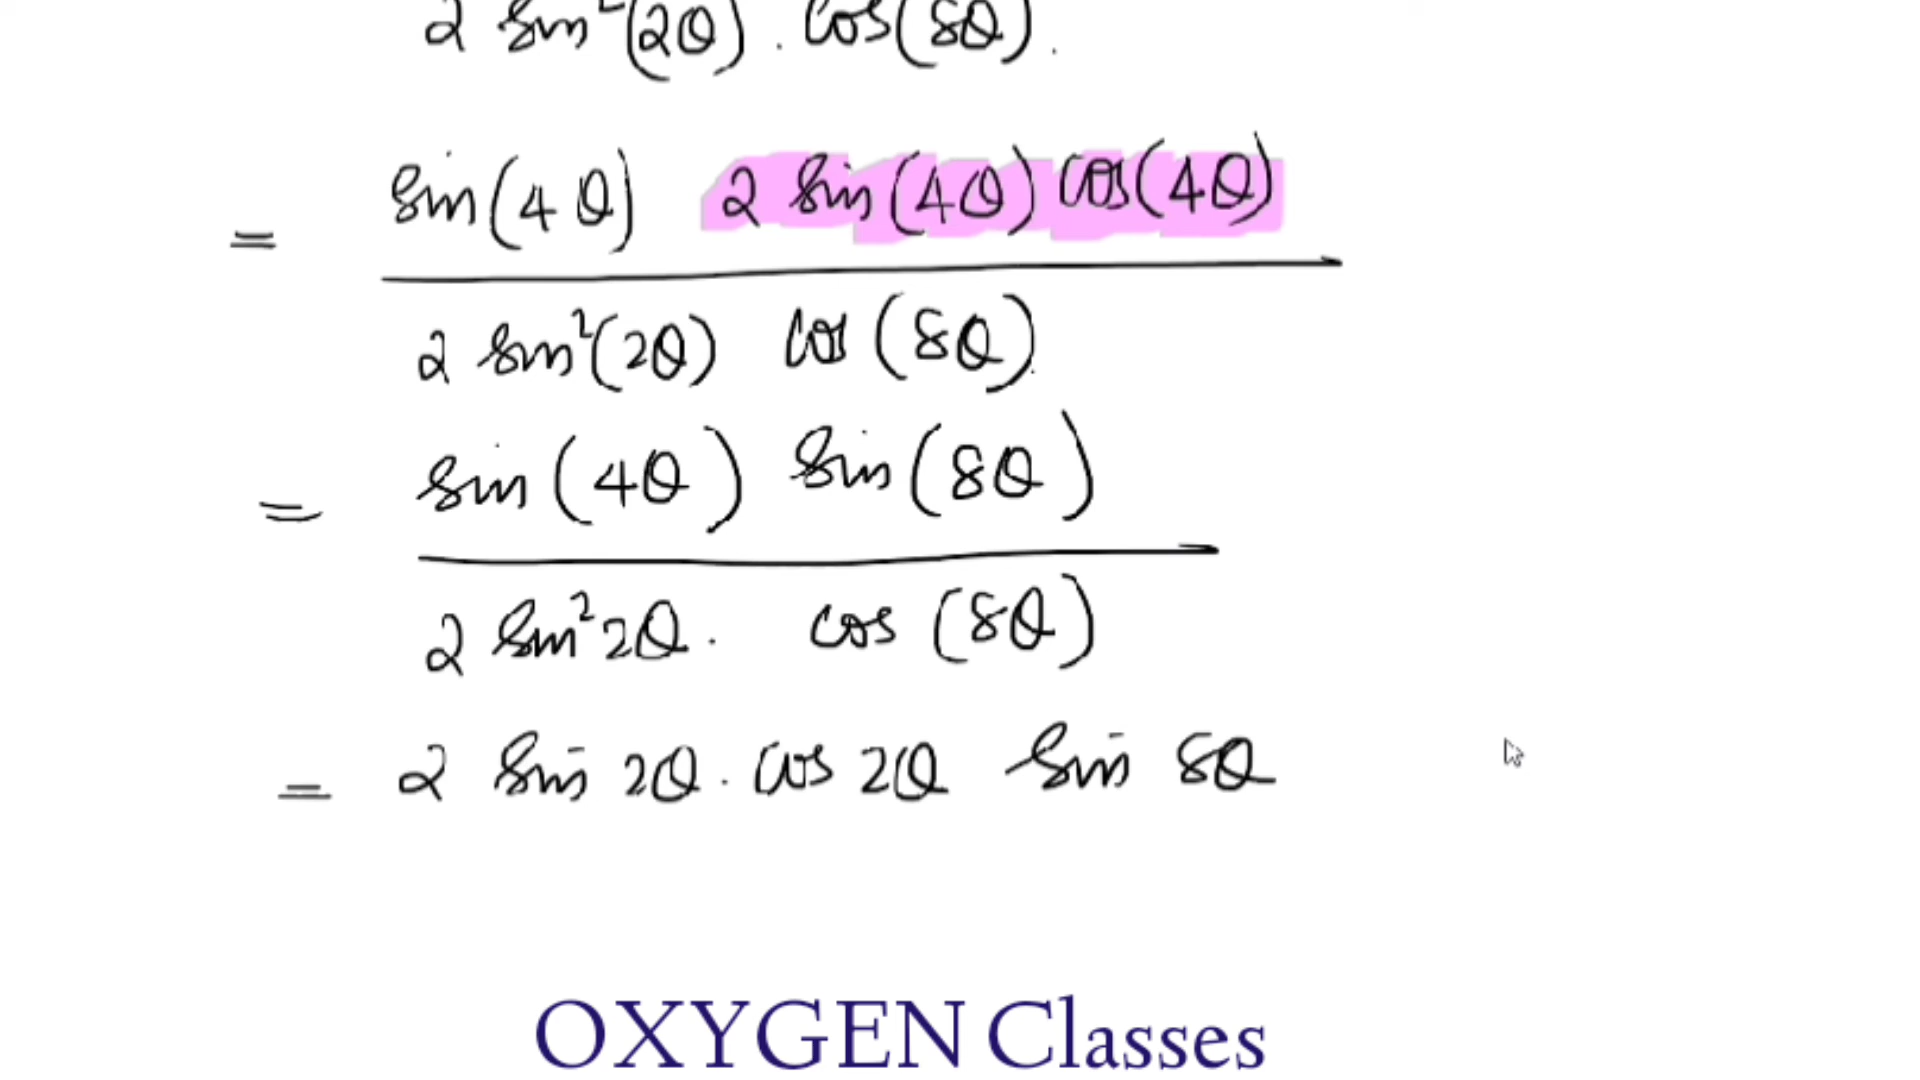 2 sin²(2θ) . cos(8θ).
= sin(4θ) 2 sin(4θ) cos(4θ)
2 sin²(2θ) cos(8θ)
= sin(4θ) sin(8θ)
2 sin²2θ. cos(8θ)
= 2 sin 2θ. cos 2θ sin 8θ
OXYGEN Classes